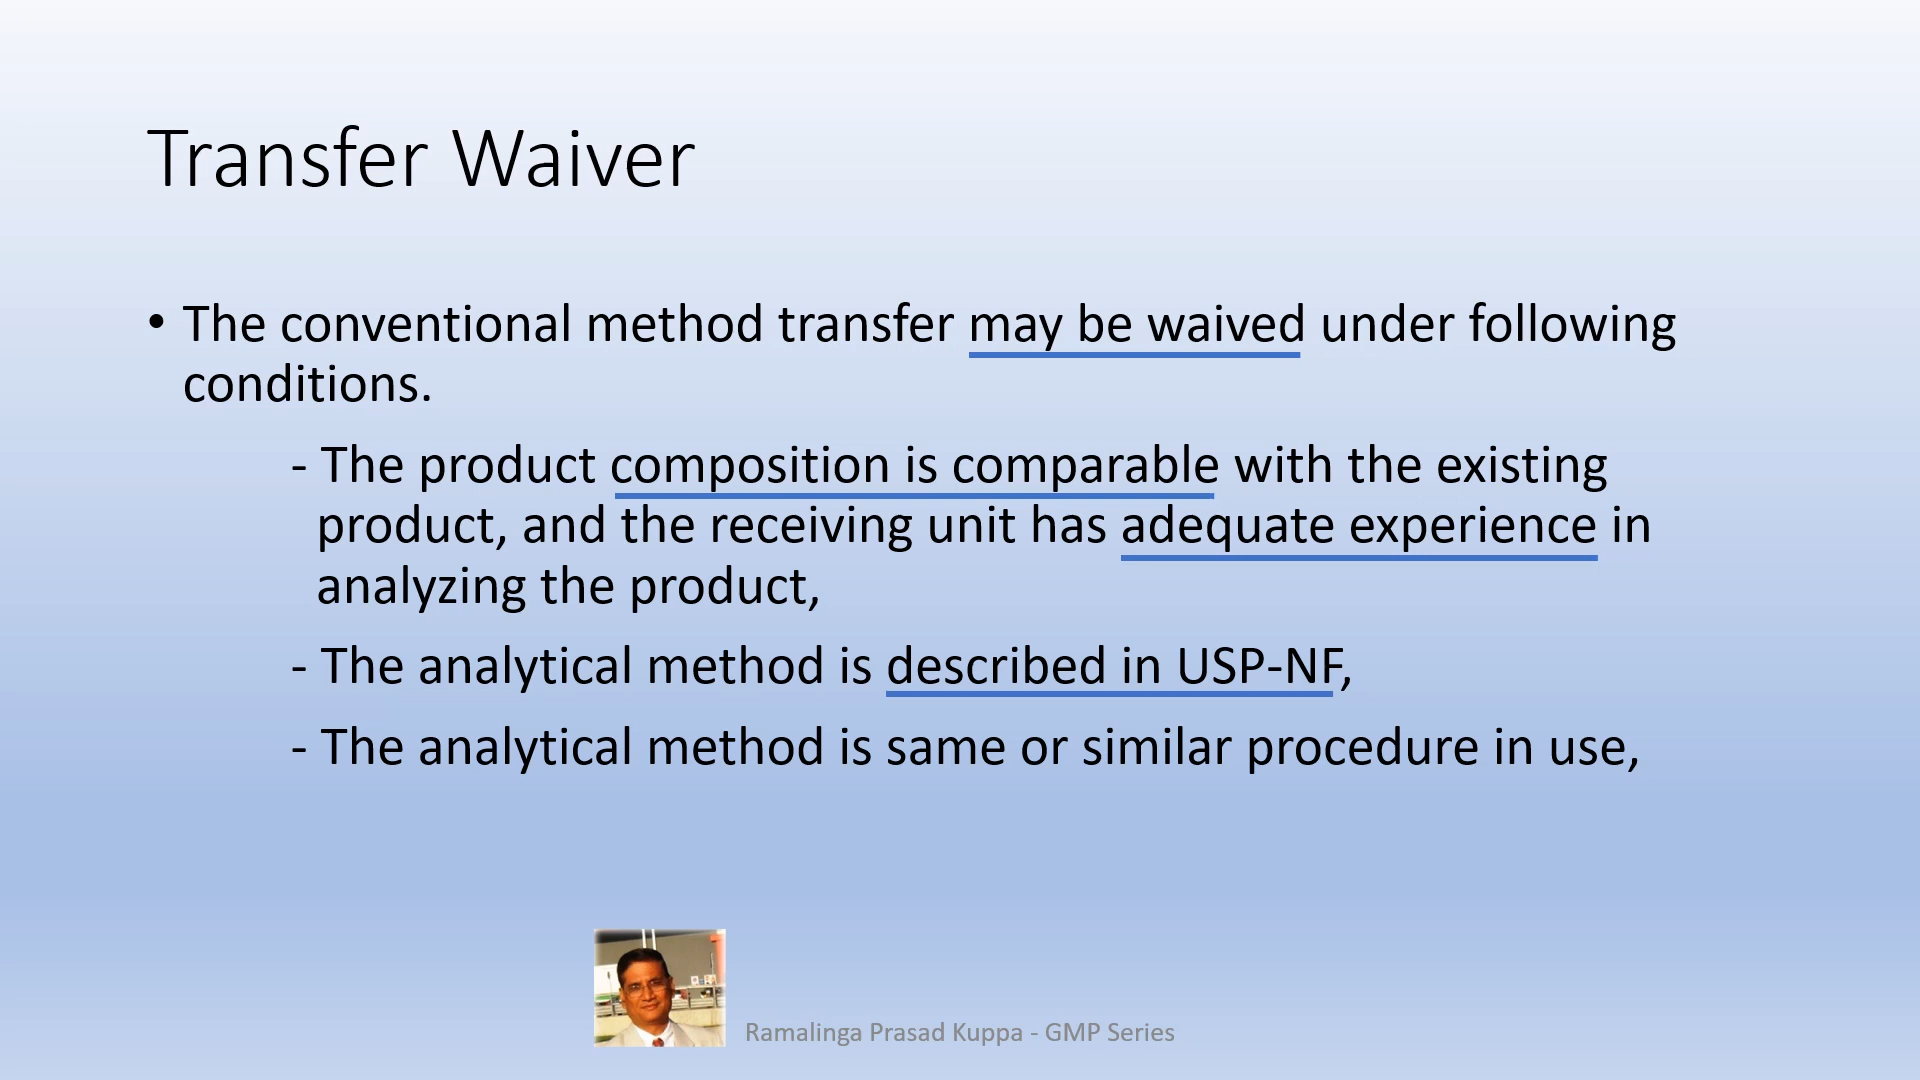 Transfer Waiver
• The conventional method transfer may be waived under following
conditions.
- The product composition is comparable with the existing
product, and the receiving unit has adequate experience in
analyzing the product,
- The analytical method is described in USP-NF,
- The analytical method is same or similar procedure in use,
Ramalinga Prasad Kuppa - GMP Series